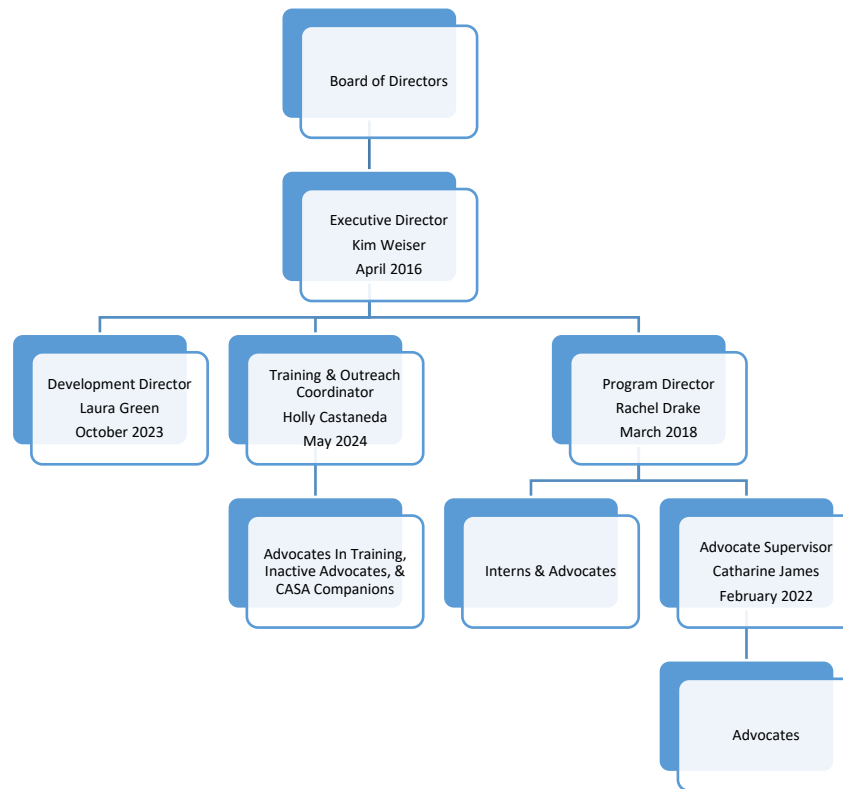 Board of Directors
Executive Director
Kim Weiser
April 2016
Development Director
Laura Green
October 2023
Training & Outreach
Coordinator
Holly Castaneda
May 2024
Program Director
Rachel Drake
March 2018
Advocates In Training,
Inactive Advocates, &
CASA Companions
Interns & Advocates
Advocate Supervisor
Catharine James
February 2022
Advocates